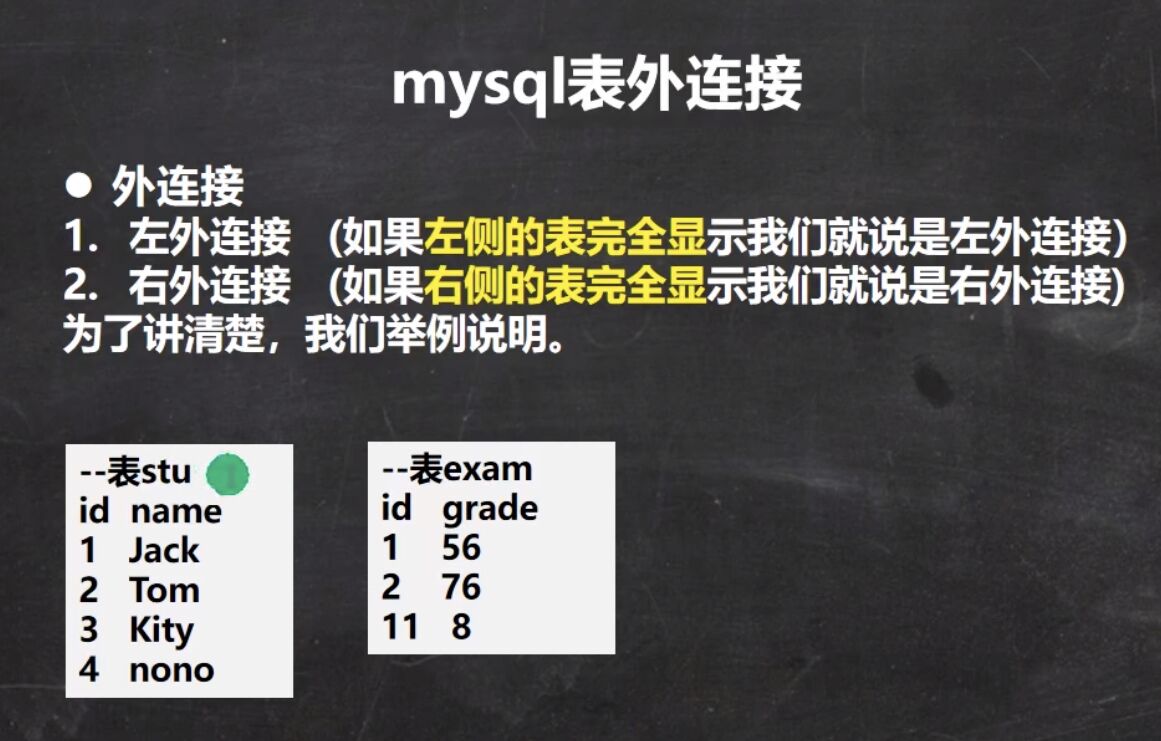 mysql表外连接
● 外连接
1. 左外连接 (如果左侧的表完全显示我们就说是左外连接)
2. 右外连接 (如果右侧的表完全显示我们就说是右外连接)
为了讲清楚，我们举例说明。
--表stu
id name
1 Jack
2 Tom
3 Kity
4 nono
--表exam
id grade
1 56
2 76
11 8